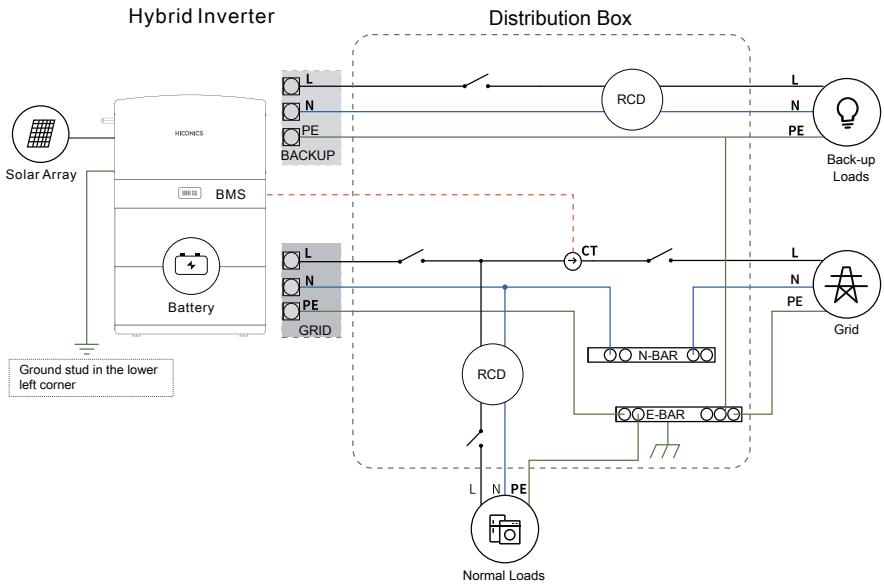 Hybrid Inverter
Distribution Box
L
N
PE
BACKUP
RCD
L
N
PE
Back-up
Loads
HICONICS
Solar Array
BMS
Battery
L
N
PE
GRID
CT
L
N
PE
Grid
N-BAR
RCD
E-BAR
Ground stud in the lower
left corner
L N PE
Normal Loads